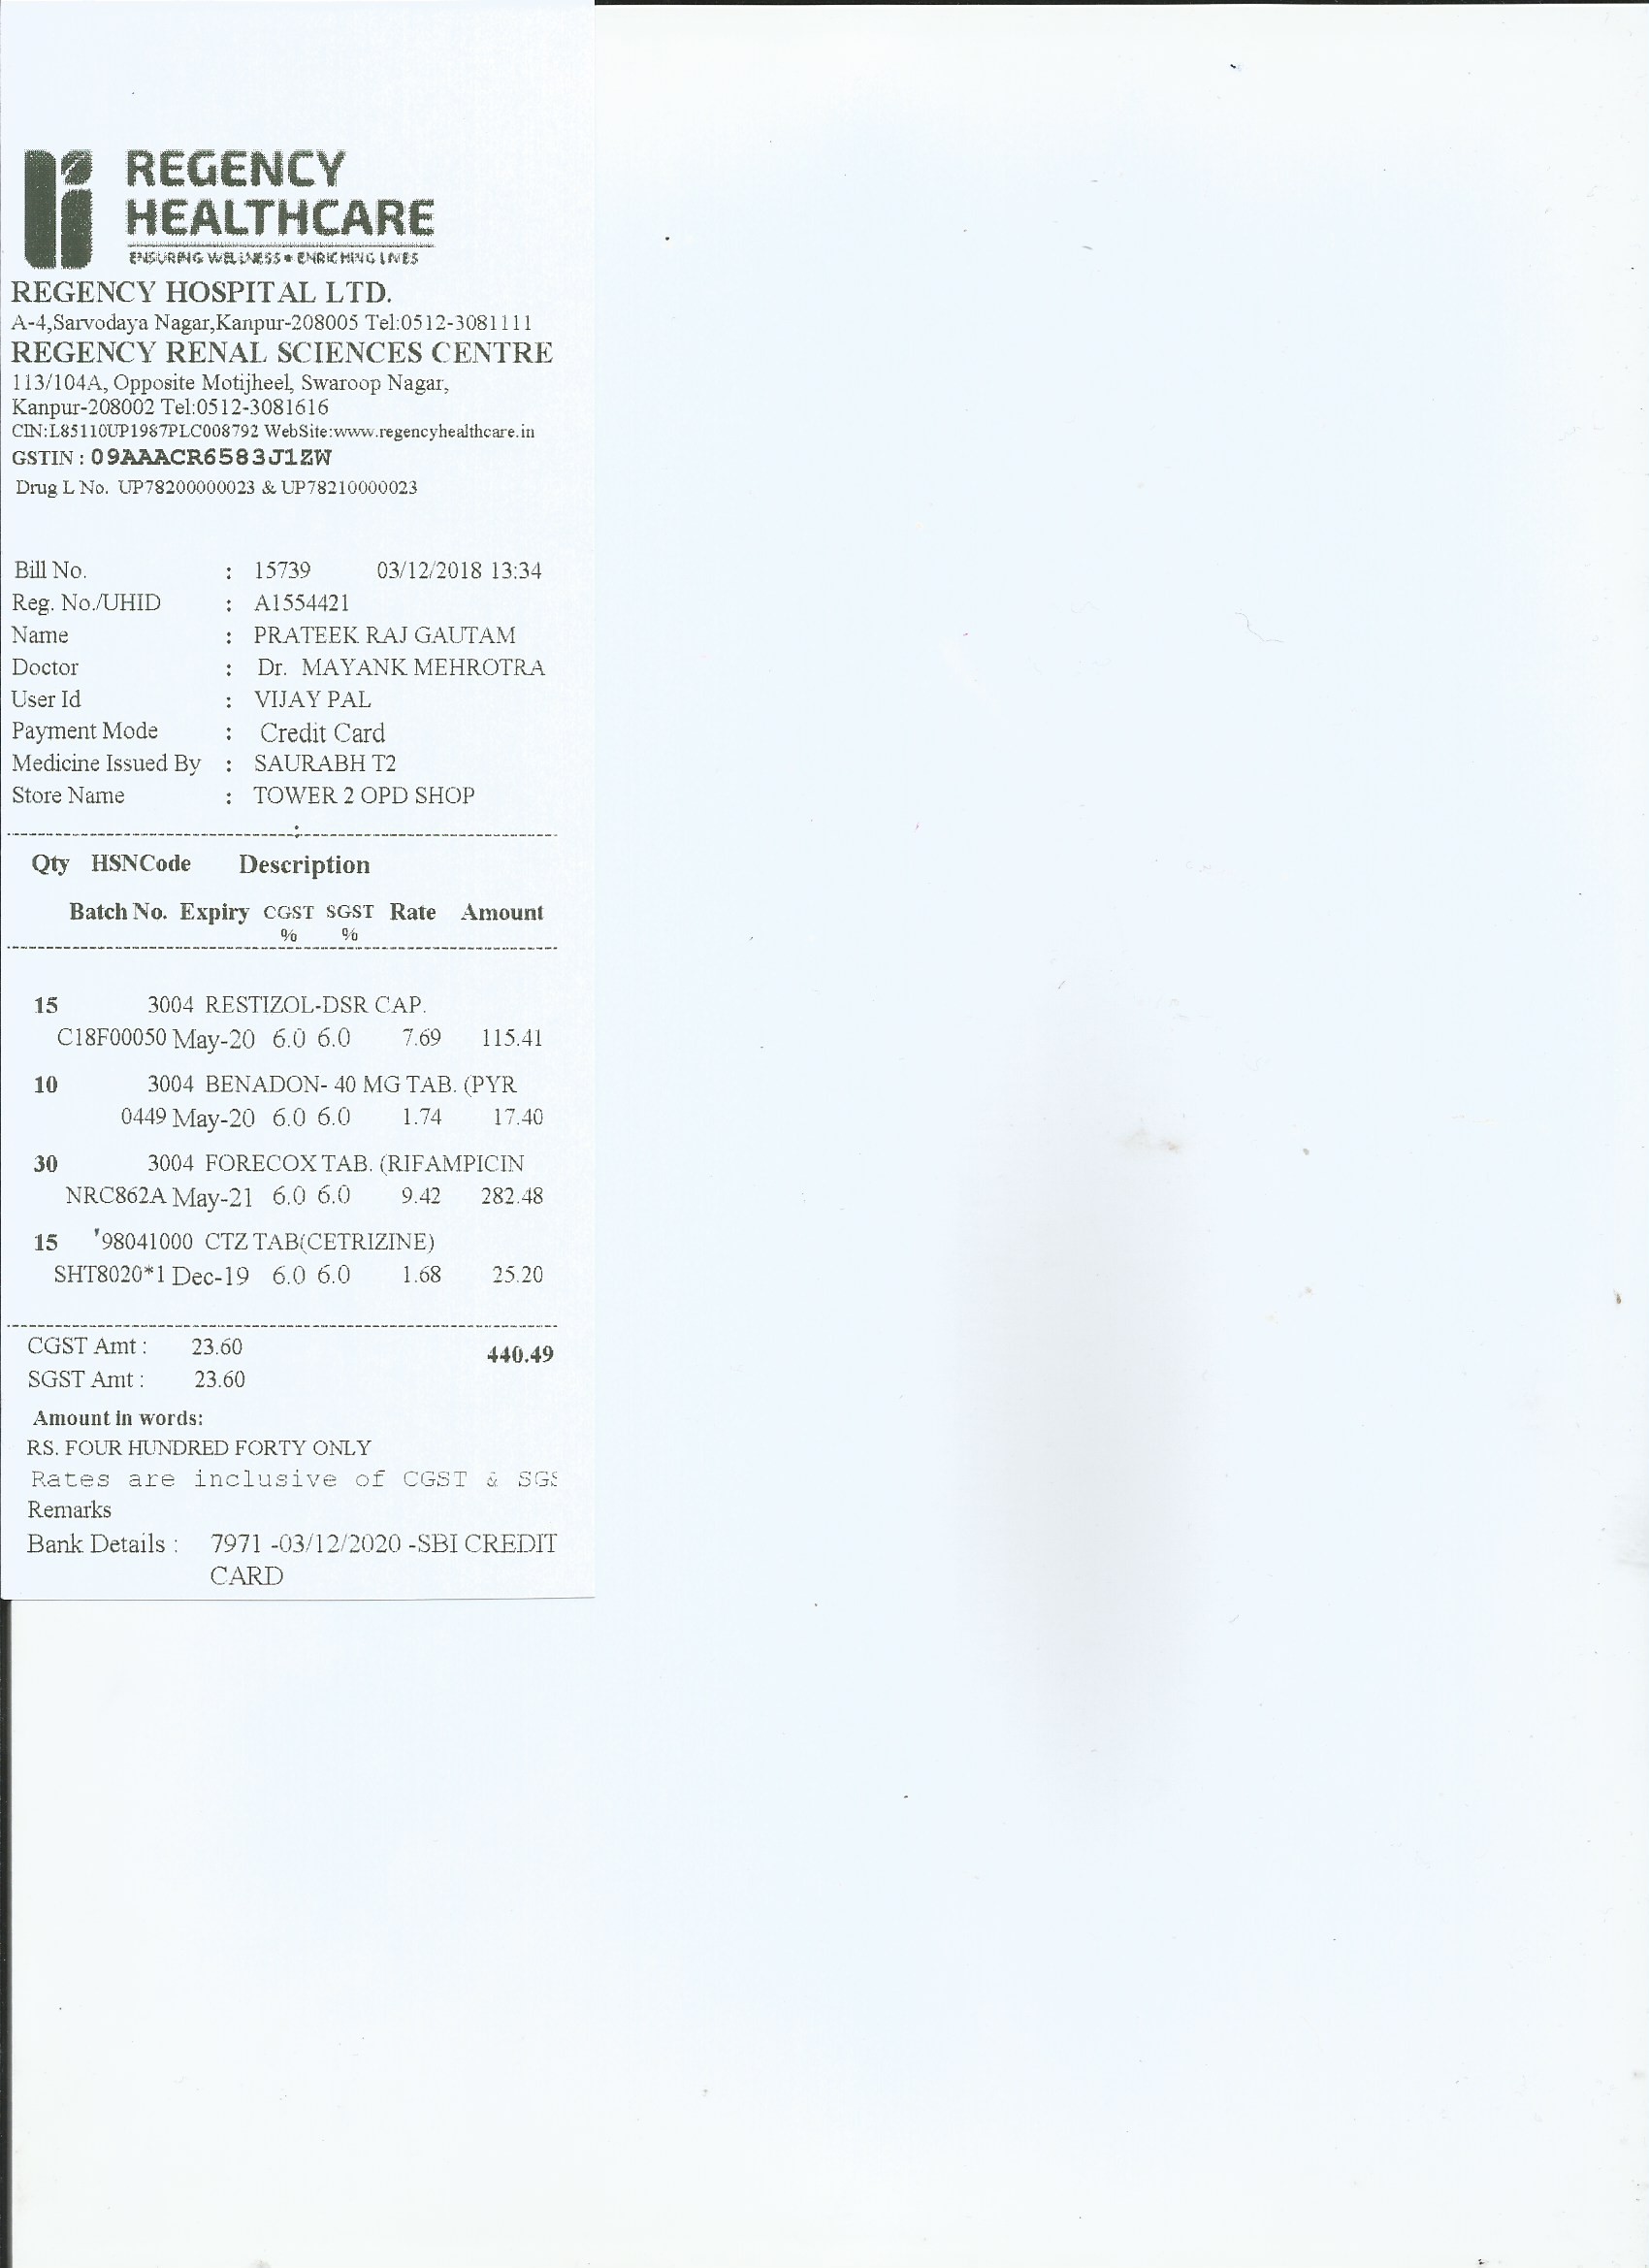 REGENCY
HEALTHCARE
ENSURING WELLNESS • ENRICHING LIVES
REGENCY HOSPITAL LTD.
A-4,Sarvodaya Nagar,Kanpur-208005 Tel:0512-3081111
REGENCY RENAL SCIENCES CENTRE
113/104A, Opposite Motijheel, Swaroop Nagar,
Kanpur-208002 Tel:0512-3081616
CIN:L85110UP1987PLC008792 WebSite:www.regencyhealthcare.in
GSTIN : 09AAACR6583J1ZW
Drug L No. UP78200000023 & UP78210000023
Bill No. : 15739 03/12/2018 13:34
Reg. No./UHID : A1554421
Name : PRATEEK RAJ GAUTAM
Doctor : Dr. MAYANK MEHROTRA
User Id : VIJAY PAL
Payment Mode : Credit Card
Medicine Issued By : SAURABH T2
Store Name : TOWER 2 OPD SHOP
:
Qty HSNCode Description
Batch No. Expiry CGST SGST Rate Amount
% %
15 3004 RESTIZOL-DSR CAP.
C18F00050 May-20 6.0 6.0 7.69 115.41
10 3004 BENADON- 40 MG TAB. (PYR
0449 May-20 6.0 6.0 1.74 17.40
30 3004 FORECOX TAB. (RIFAMPICIN
NRC862A May-21 6.0 6.0 9.42 282.48
15 '98041000 CTZ TAB(CETRIZINE)
SHT8020*1 Dec-19 6.0 6.0 1.68 25.20
CGST Amt : 23.60 440.49
SGST Amt : 23.60
Amount in words:
RS. FOUR HUNDRED FORTY ONLY
Rates are inclusive of CGST & SGS
Remarks
Bank Details : 7971 -03/12/2020 -SBI CREDIT
CARD